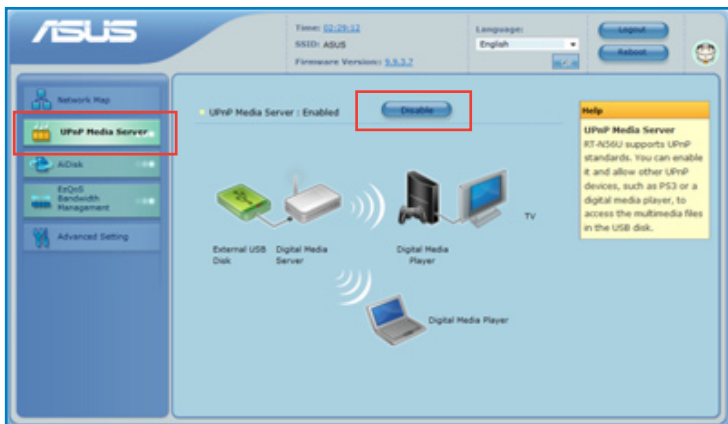 ASUS
Time: 02:29:12
SSID: ASUS
Firmware Version: 9.9.3.7
Language:
English
Logout
Reboot
Network Map
UPnP Media Server
AiDisk
EzQoS
Bandwidth
Management
Advanced Setting
UPnP Media Server : Enabled
Disable
External USB
Disk
Digital Media
Server
Digital Media
Player
TV
Digital Media Player
Help
UPnP Media Server
RT-N56U supports UPnP
standards. You can enable
it and allow other UPnP
devices, such as PS3 or a
digital media player, to
access the multimedia files
in the USB disk.